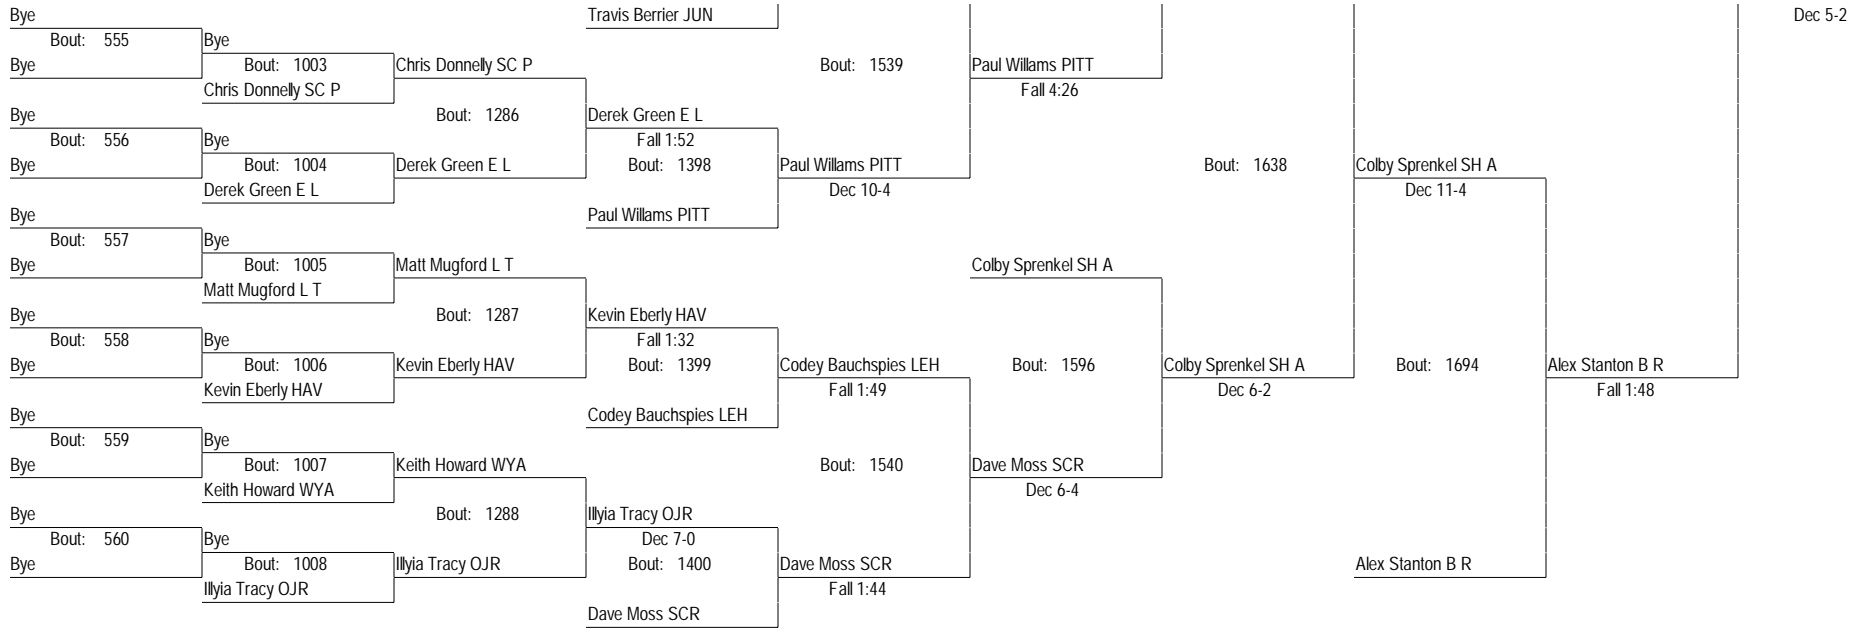 Bye Travis Berrier JUN Dec 5-2
Bout: 555 Bye
Bye Bout: 1003 Chris Donnelly SC P Bout: 1539 Paul Willams PITT
Chris Donnelly SC P Fall 4:26
Bye Bout: 1286 Derek Green E L
Bout: 556 Bye Fall 1:52
Bye Bout: 1004 Derek Green E L Bout: 1398 Paul Willams PITT Bout: 1638 Colby Sprenkel SH A
Derek Green E L Dec 10-4 Dec 11-4
Bye Paul Willams PITT
Bout: 557 Bye
Bye Bout: 1005 Matt Mugford L T Colby Sprenkel SH A
Matt Mugford L T
Bye Bout: 1287 Kevin Eberly HAV
Bout: 558 Bye Fall 1:32
Bye Bout: 1006 Kevin Eberly HAV Bout: 1399 Codey Bauchspies LEH Bout: 1596 Colby Sprenkel SH A Bout: 1694 Alex Stanton B R
Kevin Eberly HAV Fall 1:49 Dec 6-2 Fall 1:48
Bye Codey Bauchspies LEH
Bout: 559 Bye
Bye Bout: 1007 Keith Howard WYA Bout: 1540 Dave Moss SCR
Keith Howard WYA Dec 6-4
Bye Bout: 1288 Illyia Tracy OJR
Bout: 560 Bye Dec 7-0
Bye Bout: 1008 Illyia Tracy OJR Bout: 1400 Dave Moss SCR Alex Stanton B R
Illyia Tracy OJR Fall 1:44
Dave Moss SCR